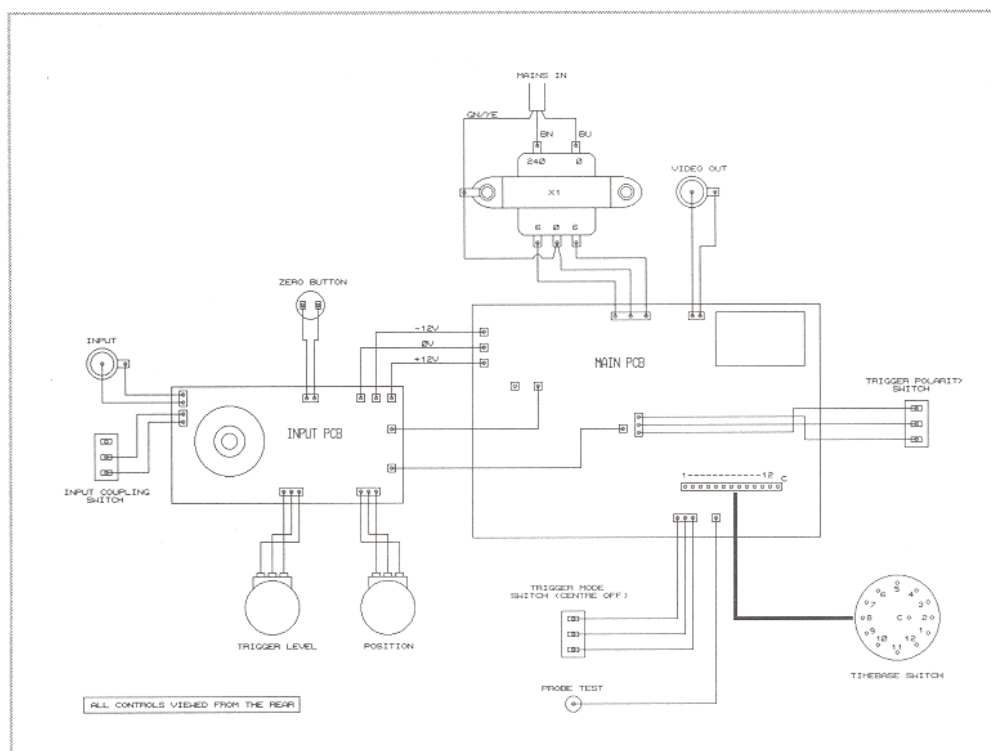 MAINS IN
GN/YE
BN
BU
240
0
VIDEO OUT
X1
6 0 6
ZERO BUTTON
-12V
0V
+12V
INPUT
MAIN PCB
TRIGGER POLARITY
SWITCH
INPUT PCB
1--------------12
C
INPUT COUPLING
SWITCH
TRIGGER MODE
SWITCH (CENTRE OFF)
5
6 4
7 3
8 C 2
9 1
10 12
11
TRIGGER LEVEL
POSITION
TIMEBASE SWITCH
PROBE TEST
ALL CONTROLS VIEWED FROM THE REAR